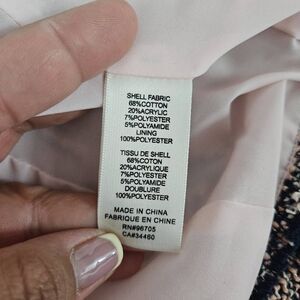 SHELL FABRIC
68%COTTON
20%ACRYLIC
7%POLYESTER
5%POLYAMIDE
LINING
100%POLYESTER
TISSU DE SHELL
68%COTON
20%ACRYLIQUE
7%POLYESTER
5%POLYAMIDE
DOUBLURE
100%POLYESTER
MADE IN CHINA
FABRIQUE EN CHINE
RN#96705
CA#34460